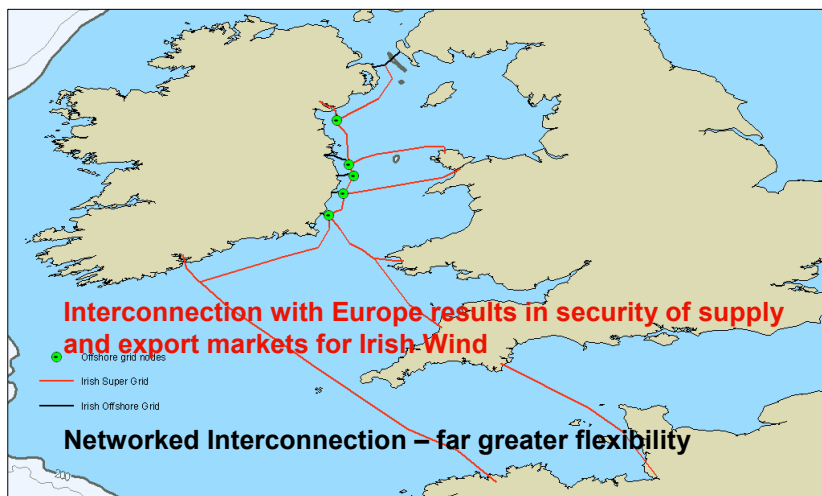 Interconnection with Europe results in security of supply
and export markets for Irish Wind
Offshore grid nodes
Irish Super Grid
Irish Offshore Grid
Networked Interconnection – far greater flexibility
200